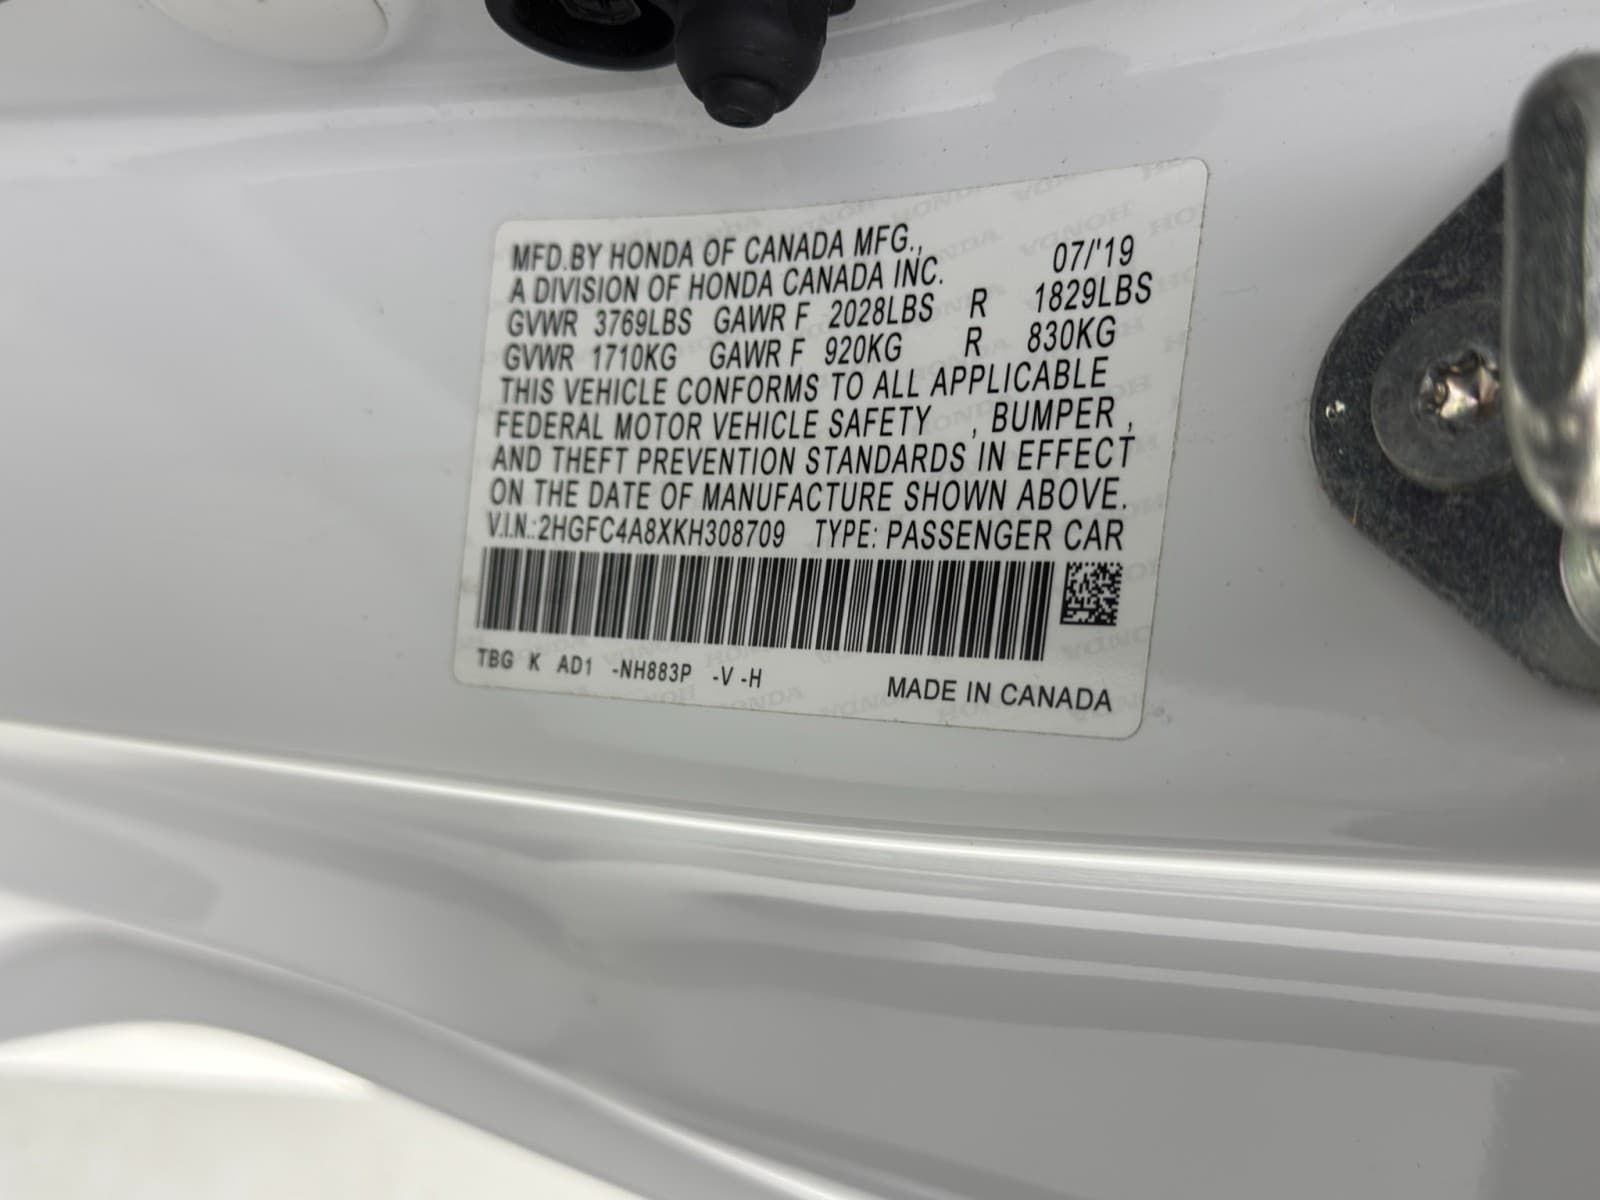 MFD.BY HONDA OF CANADA MFG.,
A DIVISION OF HONDA CANADA INC. 07/'19
GVWR 3769LBS GAWR F 2028LBS R 1829LBS
GVWR 1710KG GAWR F 920KG R 830KG
THIS VEHICLE CONFORMS TO ALL APPLICABLE
FEDERAL MOTOR VEHICLE SAFETY , BUMPER ,
AND THEFT PREVENTION STANDARDS IN EFFECT
ON THE DATE OF MANUFACTURE SHOWN ABOVE.
V.I.N.:2HGFC4A8XKH308709 TYPE: PASSENGER CAR
TBG K AD1 -NH883P -V -H
MADE IN CANADA